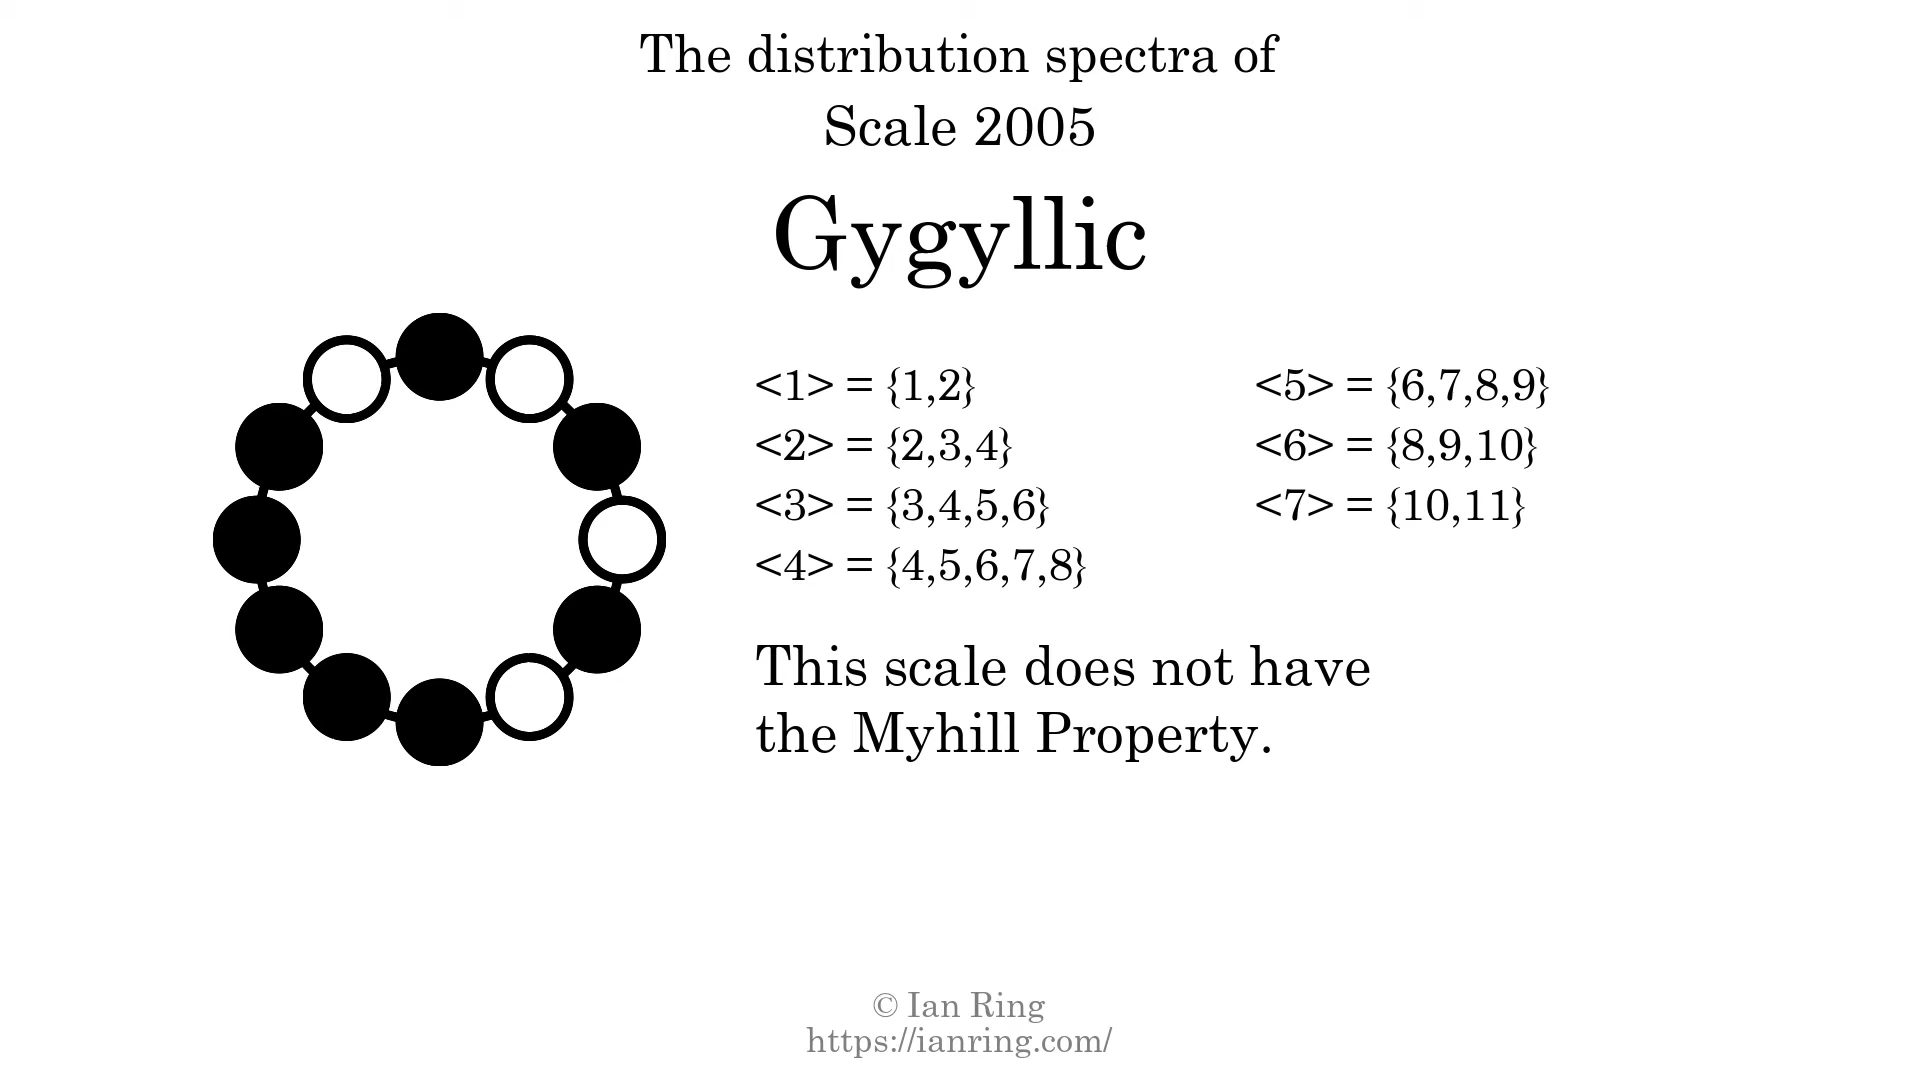 The distribution spectra of
Scale 2005
Gygyllic
<1> = {1,2}
<2> = {2,3,4}
<3> = {3,4,5,6}
<4> = {4,5,6,7,8}
<5> = {6,7,8,9}
<6> = {8,9,10}
<7> = {10,11}
This scale does not have
the Myhill Property.
© Ian Ring
https://ianring.com/